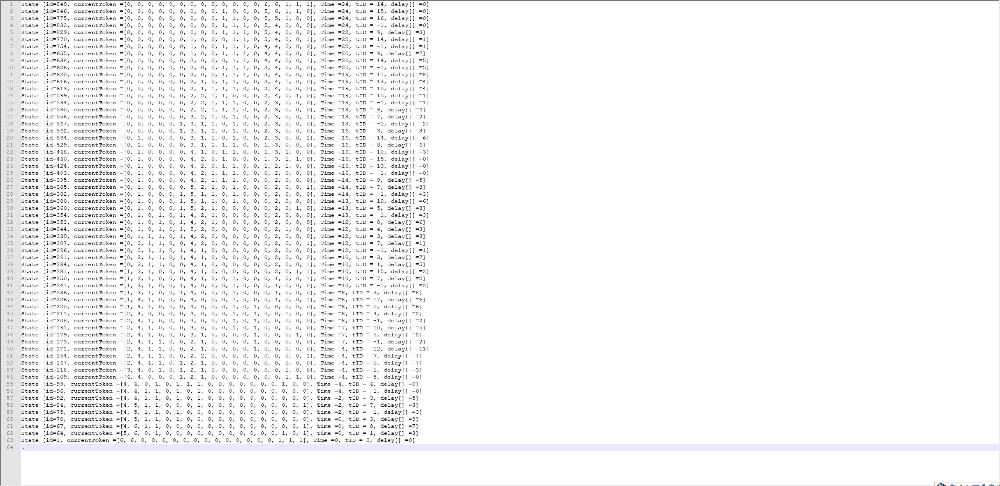 1 State [id=849, currentToken =[0, 0, 0, 0, 0, 0, 0, 0, 0, 0, 0, 0, 0, 6, 6, 1, 1, 1], Time =24, tID = 14, delay[] =0]
2 State [id=846, currentToken =[0, 0, 0, 0, 0, 0, 0, 0, 0, 1, 0, 0, 0, 5, 6, 1, 1, 0], Time =24, tID = 15, delay[] =0]
3 State [id=775, currentToken =[0, 0, 0, 0, 0, 0, 0, 0, 0, 1, 1, 0, 0, 5, 5, 1, 0, 0], Time =24, tID = 16, delay[] =0]
4 State [id=832, currentToken =[0, 0, 0, 0, 0, 0, 0, 0, 0, 1, 1, 1, 0, 5, 4, 0, 0, 0], Time =24, tID = -1, delay[] =0]
5 State [id=829, currentToken =[0, 0, 0, 0, 0, 0, 0, 0, 0, 1, 1, 1, 0, 5, 4, 0, 0, 0], Time =22, tID = 9, delay[] =3]
6 State [id=770, currentToken =[0, 0, 0, 0, 0, 0, 1, 0, 0, 0, 1, 1, 0, 5, 4, 0, 0, 1], Time =22, tID = 14, delay[] =1]
7 State [id=754, currentToken =[0, 0, 0, 0, 0, 0, 1, 0, 0, 1, 1, 1, 0, 4, 4, 0, 0, 0], Time =22, tID = -1, delay[] =1]
8 State [id=655, currentToken =[0, 0, 0, 0, 0, 0, 1, 0, 0, 1, 1, 1, 0, 4, 4, 0, 0, 0], Time =20, tID = 9, delay[] =7]
9 State [id=638, currentToken =[0, 0, 0, 0, 0, 0, 2, 0, 0, 0, 1, 1, 0, 4, 4, 0, 0, 1], Time =20, tID = 14, delay[] =5]
10 State [id=626, currentToken =[0, 0, 0, 0, 0, 0, 2, 0, 0, 1, 1, 1, 0, 3, 4, 0, 0, 0], Time =20, tID = -1, delay[] =5]
11 State [id=620, currentToken =[0, 0, 0, 0, 0, 0, 2, 0, 0, 1, 1, 1, 0, 3, 4, 0, 0, 0], Time =19, tID = 11, delay[] =8]
12 State [id=616, currentToken =[0, 0, 0, 0, 0, 0, 2, 1, 0, 1, 1, 0, 0, 3, 4, 1, 0, 0], Time =19, tID = 13, delay[] =4]
13 State [id=613, currentToken =[0, 0, 0, 0, 0, 0, 2, 1, 1, 1, 1, 0, 0, 2, 4, 0, 0, 0], Time =19, tID = 10, delay[] =4]
14 State [id=599, currentToken =[0, 0, 0, 0, 0, 0, 2, 2, 1, 1, 0, 0, 0, 2, 4, 0, 1, 0], Time =19, tID = 15, delay[] =1]
15 State [id=594, currentToken =[0, 0, 0, 0, 0, 0, 2, 2, 1, 1, 1, 0, 0, 2, 3, 0, 0, 0], Time =19, tID = -1, delay[] =1]
16 State [id=590, currentToken =[0, 0, 0, 0, 0, 0, 2, 2, 1, 1, 1, 0, 0, 2, 3, 0, 0, 0], Time =18, tID = 9, delay[] =4]
17 State [id=556, currentToken =[0, 0, 0, 0, 0, 0, 3, 2, 1, 0, 1, 0, 0, 2, 3, 0, 0, 1], Time =18, tID = 7, delay[] =2]
18 State [id=547, currentToken =[0, 0, 0, 0, 0, 1, 3, 1, 1, 0, 1, 0, 0, 2, 3, 0, 0, 0], Time =18, tID = -1, delay[] =2]
19 State [id=542, currentToken =[0, 0, 0, 0, 0, 1, 3, 1, 1, 0, 1, 0, 0, 2, 3, 0, 0, 0], Time =16, tID = 3, delay[] =8]
20 State [id=534, currentToken =[0, 1, 0, 0, 0, 0, 3, 1, 1, 0, 1, 0, 0, 2, 3, 0, 0, 1], Time =16, tID = 14, delay[] =6]
21 State [id=529, currentToken =[0, 1, 0, 0, 0, 0, 3, 1, 1, 1, 1, 0, 0, 1, 3, 0, 0, 0], Time =16, tID = 8, delay[] =6]
22 State [id=448, currentToken =[0, 1, 0, 0, 0, 0, 4, 1, 0, 1, 1, 0, 0, 1, 3, 1, 0, 0], Time =16, tID = 10, delay[] =3]
23 State [id=440, currentToken =[0, 1, 0, 0, 0, 0, 4, 2, 0, 1, 0, 0, 0, 1, 3, 1, 1, 0], Time =16, tID = 15, delay[] =0]
24 State [id=424, currentToken =[0, 1, 0, 0, 0, 0, 4, 2, 0, 1, 1, 0, 0, 1, 2, 1, 0, 0], Time =16, tID = 13, delay[] =0]
25 State [id=403, currentToken =[0, 1, 0, 0, 0, 0, 4, 2, 1, 1, 1, 0, 0, 0, 2, 0, 0, 0], Time =16, tID = -1, delay[] =0]
26 State [id=395, currentToken =[0, 1, 0, 0, 0, 0, 4, 2, 1, 1, 1, 0, 0, 0, 2, 0, 0, 0], Time =14, tID = 9, delay[] =5]
27 State [id=385, currentToken =[0, 1, 0, 0, 0, 0, 5, 2, 1, 0, 1, 0, 0, 0, 2, 0, 0, 1], Time =14, tID = 7, delay[] =3]
28 State [id=382, currentToken =[0, 1, 0, 0, 0, 1, 5, 1, 1, 0, 1, 0, 0, 0, 2, 0, 0, 0], Time =14, tID = -1, delay[] =3]
29 State [id=380, currentToken =[0, 1, 0, 0, 0, 1, 5, 1, 1, 0, 1, 0, 0, 0, 2, 0, 0, 0], Time =13, tID = 10, delay[] =6]
30 State [id=360, currentToken =[0, 1, 0, 0, 0, 1, 5, 2, 1, 0, 0, 0, 0, 0, 2, 0, 1, 0], Time =13, tID = 5, delay[] =3]
31 State [id=354, currentToken =[0, 1, 0, 1, 0, 1, 4, 2, 1, 0, 0, 0, 0, 0, 2, 0, 0, 0], Time =13, tID = -1, delay[] =3]
32 State [id=352, currentToken =[0, 1, 0, 1, 0, 1, 4, 2, 1, 0, 0, 0, 0, 0, 2, 0, 0, 0], Time =12, tID = 8, delay[] =6]
33 State [id=344, currentToken =[0, 1, 0, 1, 0, 1, 5, 2, 0, 0, 0, 0, 0, 0, 2, 1, 0, 0], Time =12, tID = 4, delay[] =3]
34 State [id=339, currentToken =[0, 1, 1, 1, 0, 1, 4, 2, 0, 0, 0, 0, 0, 0, 2, 0, 0, 0], Time =12, tID = 3, delay[] =3]
35 State [id=307, currentToken =[0, 2, 1, 1, 0, 0, 4, 2, 0, 0, 0, 0, 0, 0, 2, 0, 0, 1], Time =12, tID = 7, delay[] =1]
36 State [id=296, currentToken =[0, 2, 1, 1, 0, 1, 4, 1, 0, 0, 0, 0, 0, 0, 2, 0, 0, 0], Time =12, tID = -1, delay[] =1]
37 State [id=291, currentToken =[0, 2, 1, 1, 0, 1, 4, 1, 0, 0, 0, 0, 0, 0, 2, 0, 0, 0], Time =10, tID = 3, delay[] =7]
38 State [id=284, currentToken =[0, 3, 1, 1, 0, 0, 4, 1, 0, 0, 0, 0, 0, 0, 2, 0, 0, 1], Time =10, tID = 1, delay[] =5]
39 State [id=281, currentToken =[1, 3, 1, 0, 0, 0, 4, 1, 0, 0, 0, 0, 0, 0, 2, 0, 1, 1], Time =10, tID = 15, delay[] =2]
40 State [id=250, currentToken =[1, 3, 1, 0, 0, 0, 4, 1, 0, 0, 1, 0, 0, 0, 1, 0, 0, 1], Time =10, tID = 7, delay[] =2]
41 State [id=241, currentToken =[1, 3, 1, 0, 0, 1, 4, 0, 0, 0, 1, 0, 0, 0, 1, 0, 0, 0], Time =10, tID = -1, delay[] =2]
42 State [id=236, currentToken =[1, 3, 1, 0, 0, 1, 4, 0, 0, 0, 1, 0, 0, 0, 1, 0, 0, 0], Time =8, tID = 3, delay[] =8]
43 State [id=226, currentToken =[1, 4, 1, 0, 0, 0, 4, 0, 0, 0, 1, 0, 0, 0, 1, 0, 0, 1], Time =8, tID = 17, delay[] =6]
44 State [id=220, currentToken =[1, 4, 1, 0, 0, 0, 4, 0, 0, 0, 1, 0, 1, 0, 0, 0, 0, 0], Time =8, tID = 0, delay[] =6]
45 State [id=211, currentToken =[2, 4, 0, 0, 0, 0, 4, 0, 0, 0, 1, 0, 1, 0, 0, 1, 0, 0], Time =8, tID = 4, delay[] =2]
46 State [id=208, currentToken =[2, 4, 1, 0, 0, 0, 3, 0, 0, 0, 1, 0, 1, 0, 0, 0, 0, 0], Time =8, tID = -1, delay[] =2]
47 State [id=191, currentToken =[2, 4, 1, 0, 0, 0, 3, 0, 0, 0, 1, 0, 1, 0, 0, 0, 0, 0], Time =7, tID = 10, delay[] =5]
48 State [id=179, currentToken =[2, 4, 1, 0, 0, 0, 3, 1, 0, 0, 0, 0, 1, 0, 0, 0, 1, 0], Time =7, tID = 5, delay[] =2]
49 State [id=173, currentToken =[2, 4, 1, 1, 0, 0, 2, 1, 0, 0, 0, 0, 1, 0, 0, 0, 0, 0], Time =7, tID = -1, delay[] =2]
50 State [id=171, currentToken =[2, 4, 1, 1, 0, 0, 2, 1, 0, 0, 0, 0, 1, 0, 0, 0, 0, 0], Time =4, tID = 12, delay[] =11]
51 State [id=154, currentToken =[2, 4, 1, 1, 0, 0, 2, 2, 0, 0, 0, 0, 0, 0, 0, 0, 0, 1], Time =4, tID = 7, delay[] =7]
52 State [id=147, currentToken =[2, 4, 1, 1, 0, 1, 2, 1, 0, 0, 0, 0, 0, 0, 0, 0, 0, 0], Time =4, tID = 0, delay[] =7]
53 State [id=118, currentToken =[3, 4, 0, 1, 0, 1, 2, 1, 0, 0, 0, 0, 0, 0, 0, 1, 0, 0], Time =4, tID = 1, delay[] =3]
54 State [id=109, currentToken =[4, 4, 0, 0, 0, 1, 2, 1, 0, 0, 0, 0, 0, 0, 0, 1, 1, 0], Time =4, tID = 5, delay[] =0]
55 State [id=99, currentToken =[4, 4, 0, 1, 0, 1, 1, 1, 0, 0, 0, 0, 0, 0, 0, 1, 0, 0], Time =4, tID = 4, delay[] =0]
56 State [id=96, currentToken =[4, 4, 1, 1, 0, 1, 0, 1, 0, 0, 0, 0, 0, 0, 0, 0, 0, 0], Time =4, tID = -1, delay[] =0]
57 State [id=92, currentToken =[4, 4, 1, 1, 0, 1, 0, 1, 0, 0, 0, 0, 0, 0, 0, 0, 0, 0], Time =2, tID = 3, delay[] =5]
58 State [id=84, currentToken =[4, 5, 1, 1, 0, 0, 0, 1, 0, 0, 0, 0, 0, 0, 0, 0, 0, 1], Time =2, tID = 7, delay[] =3]
59 State [id=75, currentToken =[4, 5, 1, 1, 0, 1, 0, 0, 0, 0, 0, 0, 0, 0, 0, 0, 0, 0], Time =2, tID = -1, delay[] =3]
60 State [id=70, currentToken =[4, 5, 1, 1, 0, 1, 0, 0, 0, 0, 0, 0, 0, 0, 0, 0, 0, 0], Time =0, tID = 3, delay[] =9]
61 State [id=67, currentToken =[4, 6, 1, 1, 0, 0, 0, 0, 0, 0, 0, 0, 0, 0, 0, 0, 0, 1], Time =0, tID = 0, delay[] =7]
62 State [id=64, currentToken =[5, 6, 0, 1, 0, 0, 0, 0, 0, 0, 0, 0, 0, 0, 0, 1, 0, 1], Time =0, tID = 1, delay[] =3]
63 State [id=1, currentToken =[6, 6, 0, 0, 0, 0, 0, 0, 0, 0, 0, 0, 0, 0, 0, 1, 1, 1], Time =0, tID = 0, delay[] =0]
64 、